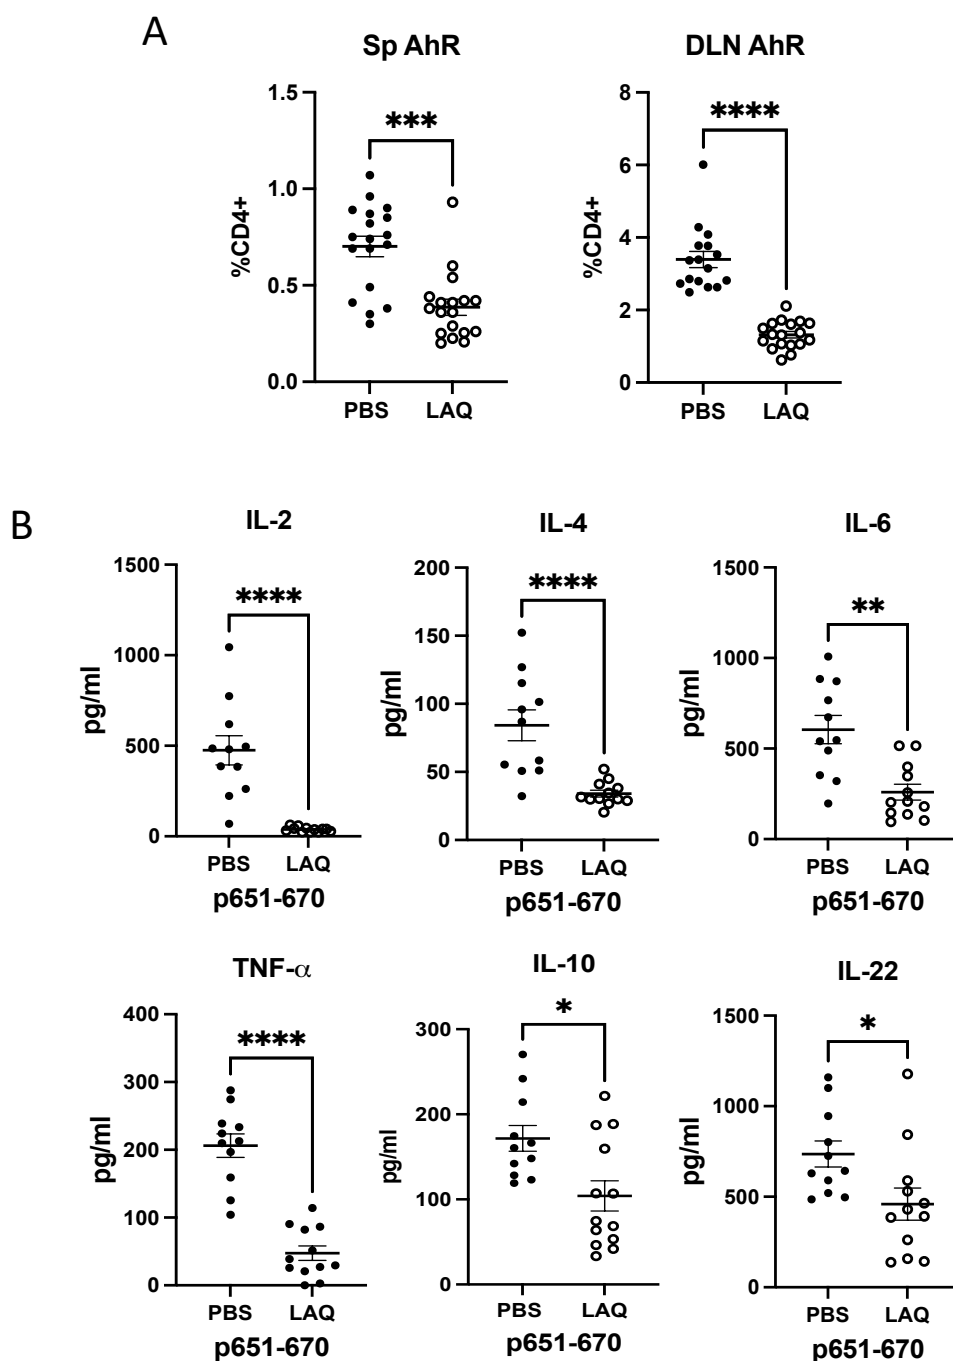 A
Sp AhR
DLN AhR
%CD4+
1.5
1.0
0.5
0.0
***
PBS
LAQ
%CD4+
8
6
4
2
0
****
PBS
LAQ
B
IL-2
IL-4
IL-6
pg/ml
1500
1000
500
0
****
PBS
LAQ
p651-670
pg/ml
200
150
100
50
0
****
PBS
LAQ
p651-670
pg/ml
1500
1000
500
0
**
PBS
LAQ
p651-670
TNF-α
IL-10
IL-22
pg/ml
400
300
200
100
0
****
PBS
LAQ
p651-670
pg/ml
300
200
100
0
*
PBS
LAQ
p651-670
pg/ml
1500
1000
500
0
*
PBS
LAQ
p651-670